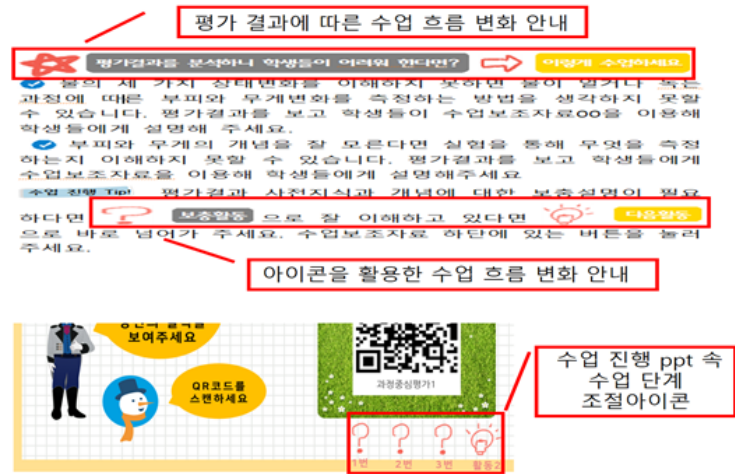 평가 결과에 따른 수업 흐름 변화 안내
평가결과를 분석하니 학생들이 어려워 한다면? 이렇게 수업하세요
물의 세 가지 상태변화를 이해하지 못하면 물이 얼거나 녹는
과정에 때른 부피와 무게변화를 측정하는 방법을 생각하지 못할
수 있습니다. 평가결과를 보고 학생들이 수업보조자료00을 이용해
학생들에게 설명해 주세요.
부피와 무게의 개념을 잘 모른다면 실험을 통해 무엇을 측정
하는지 이해하지 못할 수 있습니다. 평가결과를 보고 학생들에게
수업보조자료을 이용해 학생들에게 설명해주세요
수업 진행 Tip! 평가결과 사전지식과 개념에 대한 보충설명이 필요
하다면 ? 보충활동 으로 잘 이해하고 있다면 다음활동
으로 바로 넘어가 주세요. 수업보조자료 하단에 있는 버튼을 눌러
주세요.
아이콘을 활용한 수업 흐름 변화 안내
보여주세요
QR코드를
스캔하세요
과정중심평가1
? ? ?
1번 2번 3번 활동2
수업 진행 ppt 속
수업 단계
조절아이콘